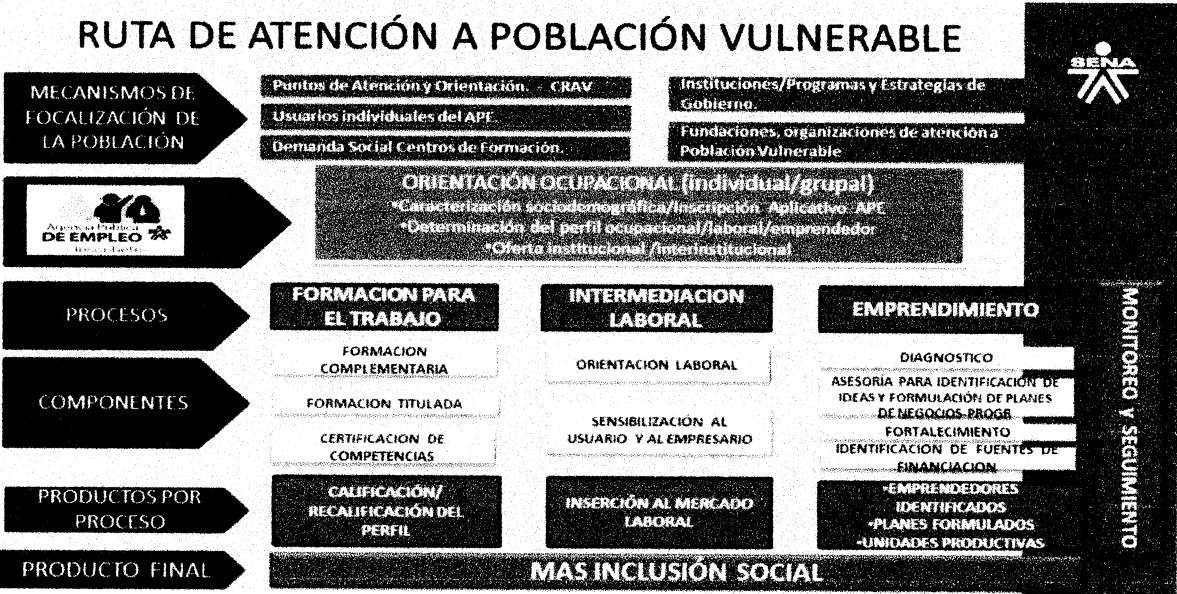 RUTA DE ATENCIÓN A POBLACIÓN VULNERABLE
SENA
MECANISMOS DE
FOCALIZACIÓN DE
LA POBLACIÓN
Puntos de Atención y Orientación. - CRAV
Usuarios individuales del APE
Demanda Social Centros de Formación.
Instituciones/Programas y Estrategias de
Gobierno.
Fundaciones, organizaciones de atención a
Población Vulnerable
Agencia Pública
DE EMPLEO
ORIENTACIÓN OCUPACIONAL (individual/grupal)
•Caracterización sociodemográfica/Inscripción Aplicativo APE
•Determinación del perfil ocupacional/laboral/emprendedor
•Oferta institucional /interinstitucional
PROCESOS
FORMACION PARA
EL TRABAJO
INTERMEDIACION
LABORAL
EMPRENDIMIENTO
COMPONENTES
FORMACION
COMPLEMENTARIA
FORMACION TITULADA
CERTIFICACION DE
COMPETENCIAS
ORIENTACION LABORAL
SENSIBILIZACIÓN AL
USUARIO Y AL EMPRESARIO
DIAGNOSTICO
ASESORÍA PARA IDENTIFICACIÓN DE
IDEAS Y FORMULACIÓN DE PLANES
DE NEGOCIOS-PROGR
FORTALECIMIENTO
IDENTIFICACIÓN DE FUENTES DE
FINANCIACION
PRODUCTOS POR
PROCESO
CALIFICACIÓN/
RECALIFICACIÓN DEL
PERFIL
INSERCIÓN AL MERCADO
LABORAL
•EMPRENDEDORES
IDENTIFICADOS
•PLANES FORMULADOS
•UNIDADES PRODUCTIVAS
MONITOREO Y SEGUIMIENTO
PRODUCTO FINAL
MAS INCLUSIÓN SOCIAL